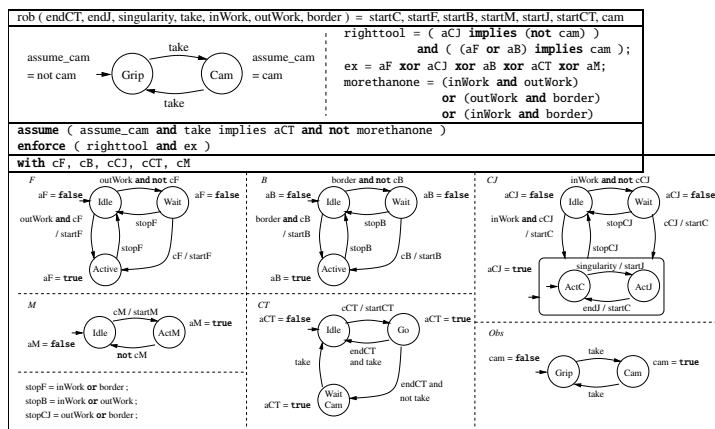 rob ( endCT, endJ, singularity, take, inWork, outWork, border ) = startC, startF, startB, startM, startJ, startCT, cam
assume_cam
= not cam
take
Grip
Cam
take
assume_cam
= cam
righttool = ( aCJ implies (not cam) )
and ( (aF or aB) implies cam ) ;
ex = aF xor aCJ xor aB xor aCT xor aM;
morethanone = (inWork and outWork)
or (outWork and border)
or (inWork and border)
assume ( assume_cam and take implies aCT and not morethanone )
enforce ( righttool and ex )
with cF, cB, cCJ, cCT, cM
F
outWork and not cF
aF = false
Idle
Wait
aF = false
stopF
outWork and cF
/ startF
stopF
cF / startF
Active
aF = true
B
border and not cB
aB = false
Idle
Wait
aB = false
stopB
border and cB
/ startB
stopB
cB / startB
Active
aB = true
CJ
inWork and not cCJ
aCJ = false
Idle
Wait
aCJ = false
stopCJ
inWork and cCJ
/ startC
cCJ / startC
stopCJ
aCJ = true
singularity / startJ
ActC
ActJ
endJ / startC
M
cM / startM
Idle
ActM
aM = true
aM = false
not cM
stopF = inWork or border ;
stopB = inWork or outWork ;
stopCJ = outWork or border ;
CT
cCT / startCT
aCT = false
Idle
Go
aCT = true
endCT
and take
take
endCT and
not take
Wait
Cam
aCT = true
Obs
cam = false
take
Grip
Cam
cam = true
take